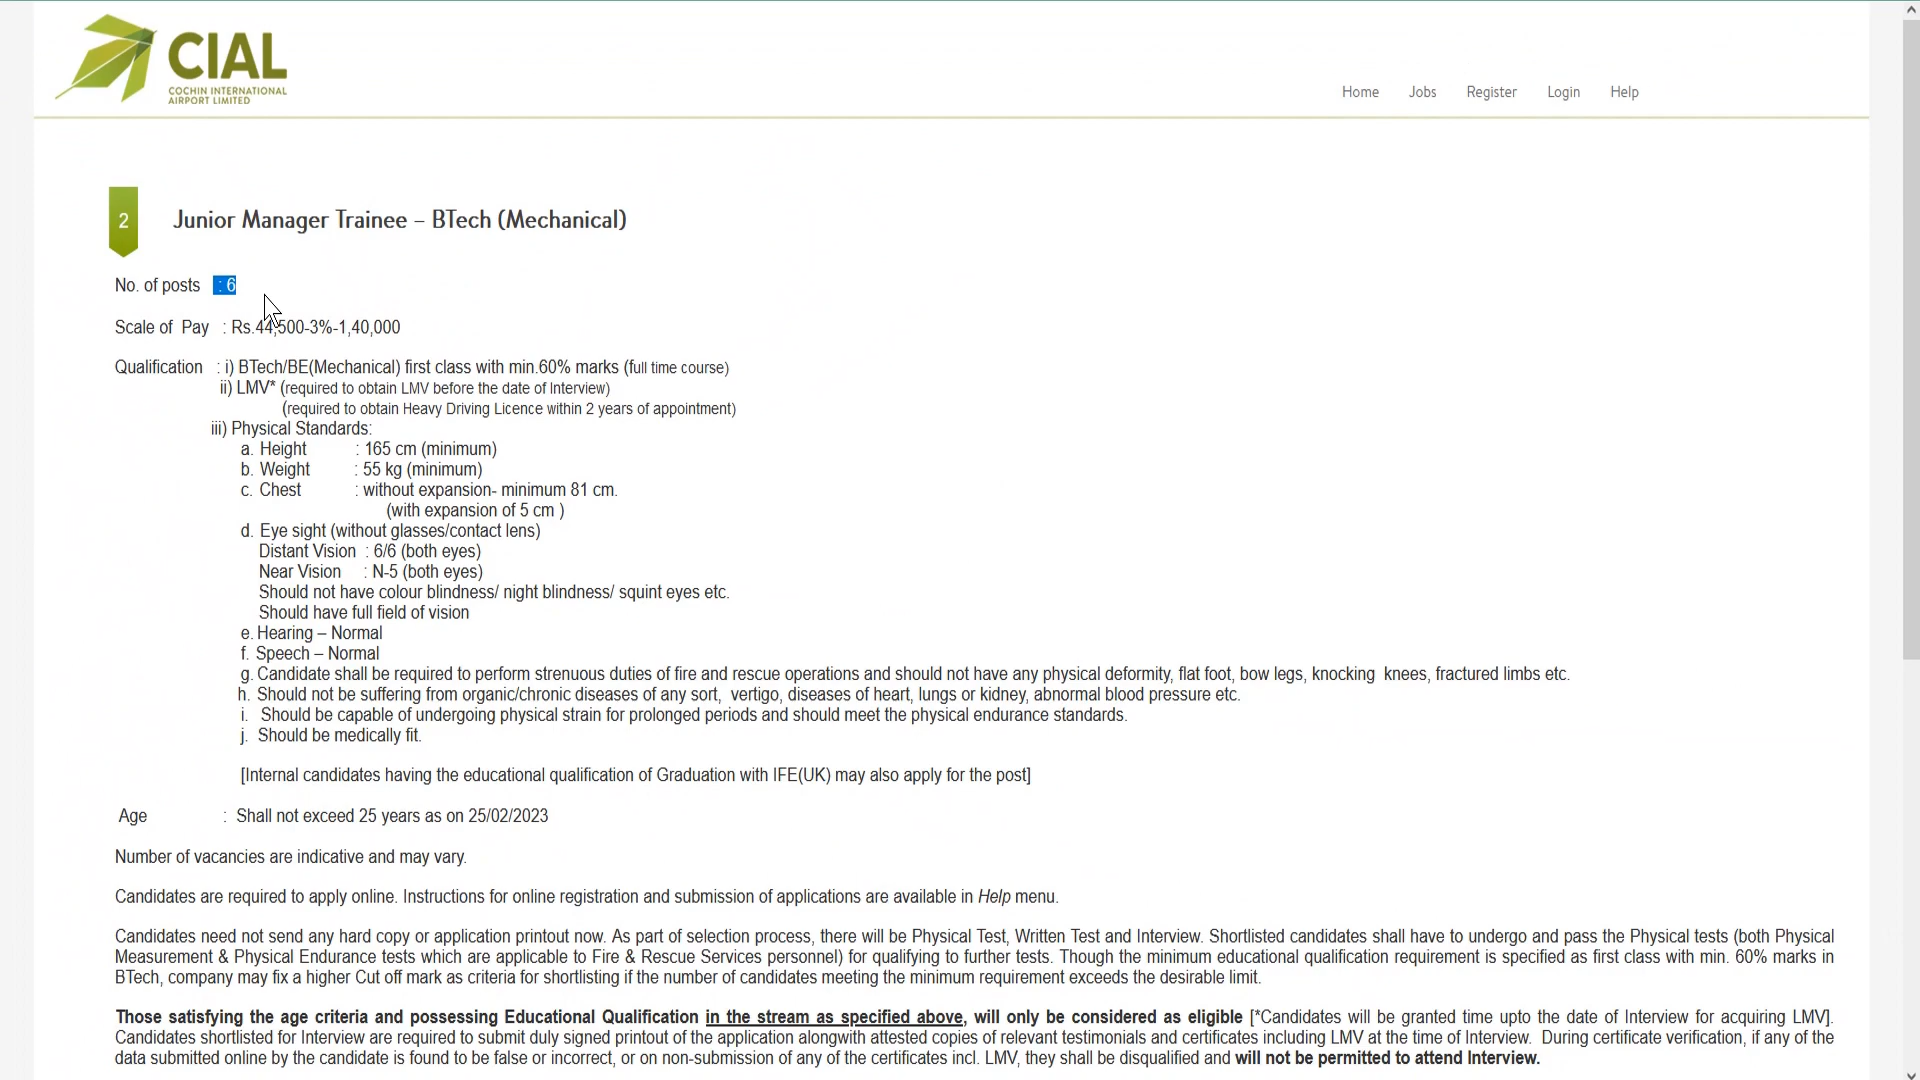 CIAL
COCHIN INTERNATIONAL
AIRPORT LIMITED
Home Jobs Register Login Help
2 Junior Manager Trainee – BTech (Mechanical)
No. of posts : 6
Scale of Pay : Rs.44,500-3%-1,40,000
Qualification : i) BTech/BE(Mechanical) first class with min.60% marks (full time course)
ii) LMV* (required to obtain LMV before the date of Interview)
(required to obtain Heavy Driving Licence within 2 years of appointment)
iii) Physical Standards:
a. Height : 165 cm (minimum)
b. Weight : 55 kg (minimum)
c. Chest : without expansion- minimum 81 cm.
(with expansion of 5 cm )
d. Eye sight (without glasses/contact lens)
Distant Vision : 6/6 (both eyes)
Near Vision : N-5 (both eyes)
Should not have colour blindness/ night blindness/ squint eyes etc.
Should have full field of vision
e. Hearing – Normal
f. Speech – Normal
g. Candidate shall be required to perform strenuous duties of fire and rescue operations and should not have any physical deformity, flat foot, bow legs, knocking knees, fractured limbs etc.
h. Should not be suffering from organic/chronic diseases of any sort, vertigo, diseases of heart, lungs or kidney, abnormal blood pressure etc.
i. Should be capable of undergoing physical strain for prolonged periods and should meet the physical endurance standards.
j. Should be medically fit.
[Internal candidates having the educational qualification of Graduation with IFE(UK) may also apply for the post]
Age : Shall not exceed 25 years as on 25/02/2023
Number of vacancies are indicative and may vary.
Candidates are required to apply online. Instructions for online registration and submission of applications are available in Help menu.
Candidates need not send any hard copy or application printout now. As part of selection process, there will be Physical Test, Written Test and Interview. Shortlisted candidates shall have to undergo and pass the Physical tests (both Physical
Measurement & Physical Endurance tests which are applicable to Fire & Rescue Services personnel) for qualifying to further tests. Though the minimum educational qualification requirement is specified as first class with min. 60% marks in
BTech, company may fix a higher Cut off mark as criteria for shortlisting if the number of candidates meeting the minimum requirement exceeds the desirable limit.
Those satisfying the age criteria and possessing Educational Qualification in the stream as specified above, will only be considered as eligible [*Candidates will be granted time upto the date of Interview for acquiring LMV].
Candidates shortlisted for Interview are required to submit duly signed printout of the application alongwith attested copies of relevant testimonials and certificates including LMV at the time of Interview. During certificate verification, if any of the
data submitted online by the candidate is found to be false or incorrect, or on non-submission of any of the certificates incl. LMV, they shall be disqualified and will not be permitted to attend Interview.